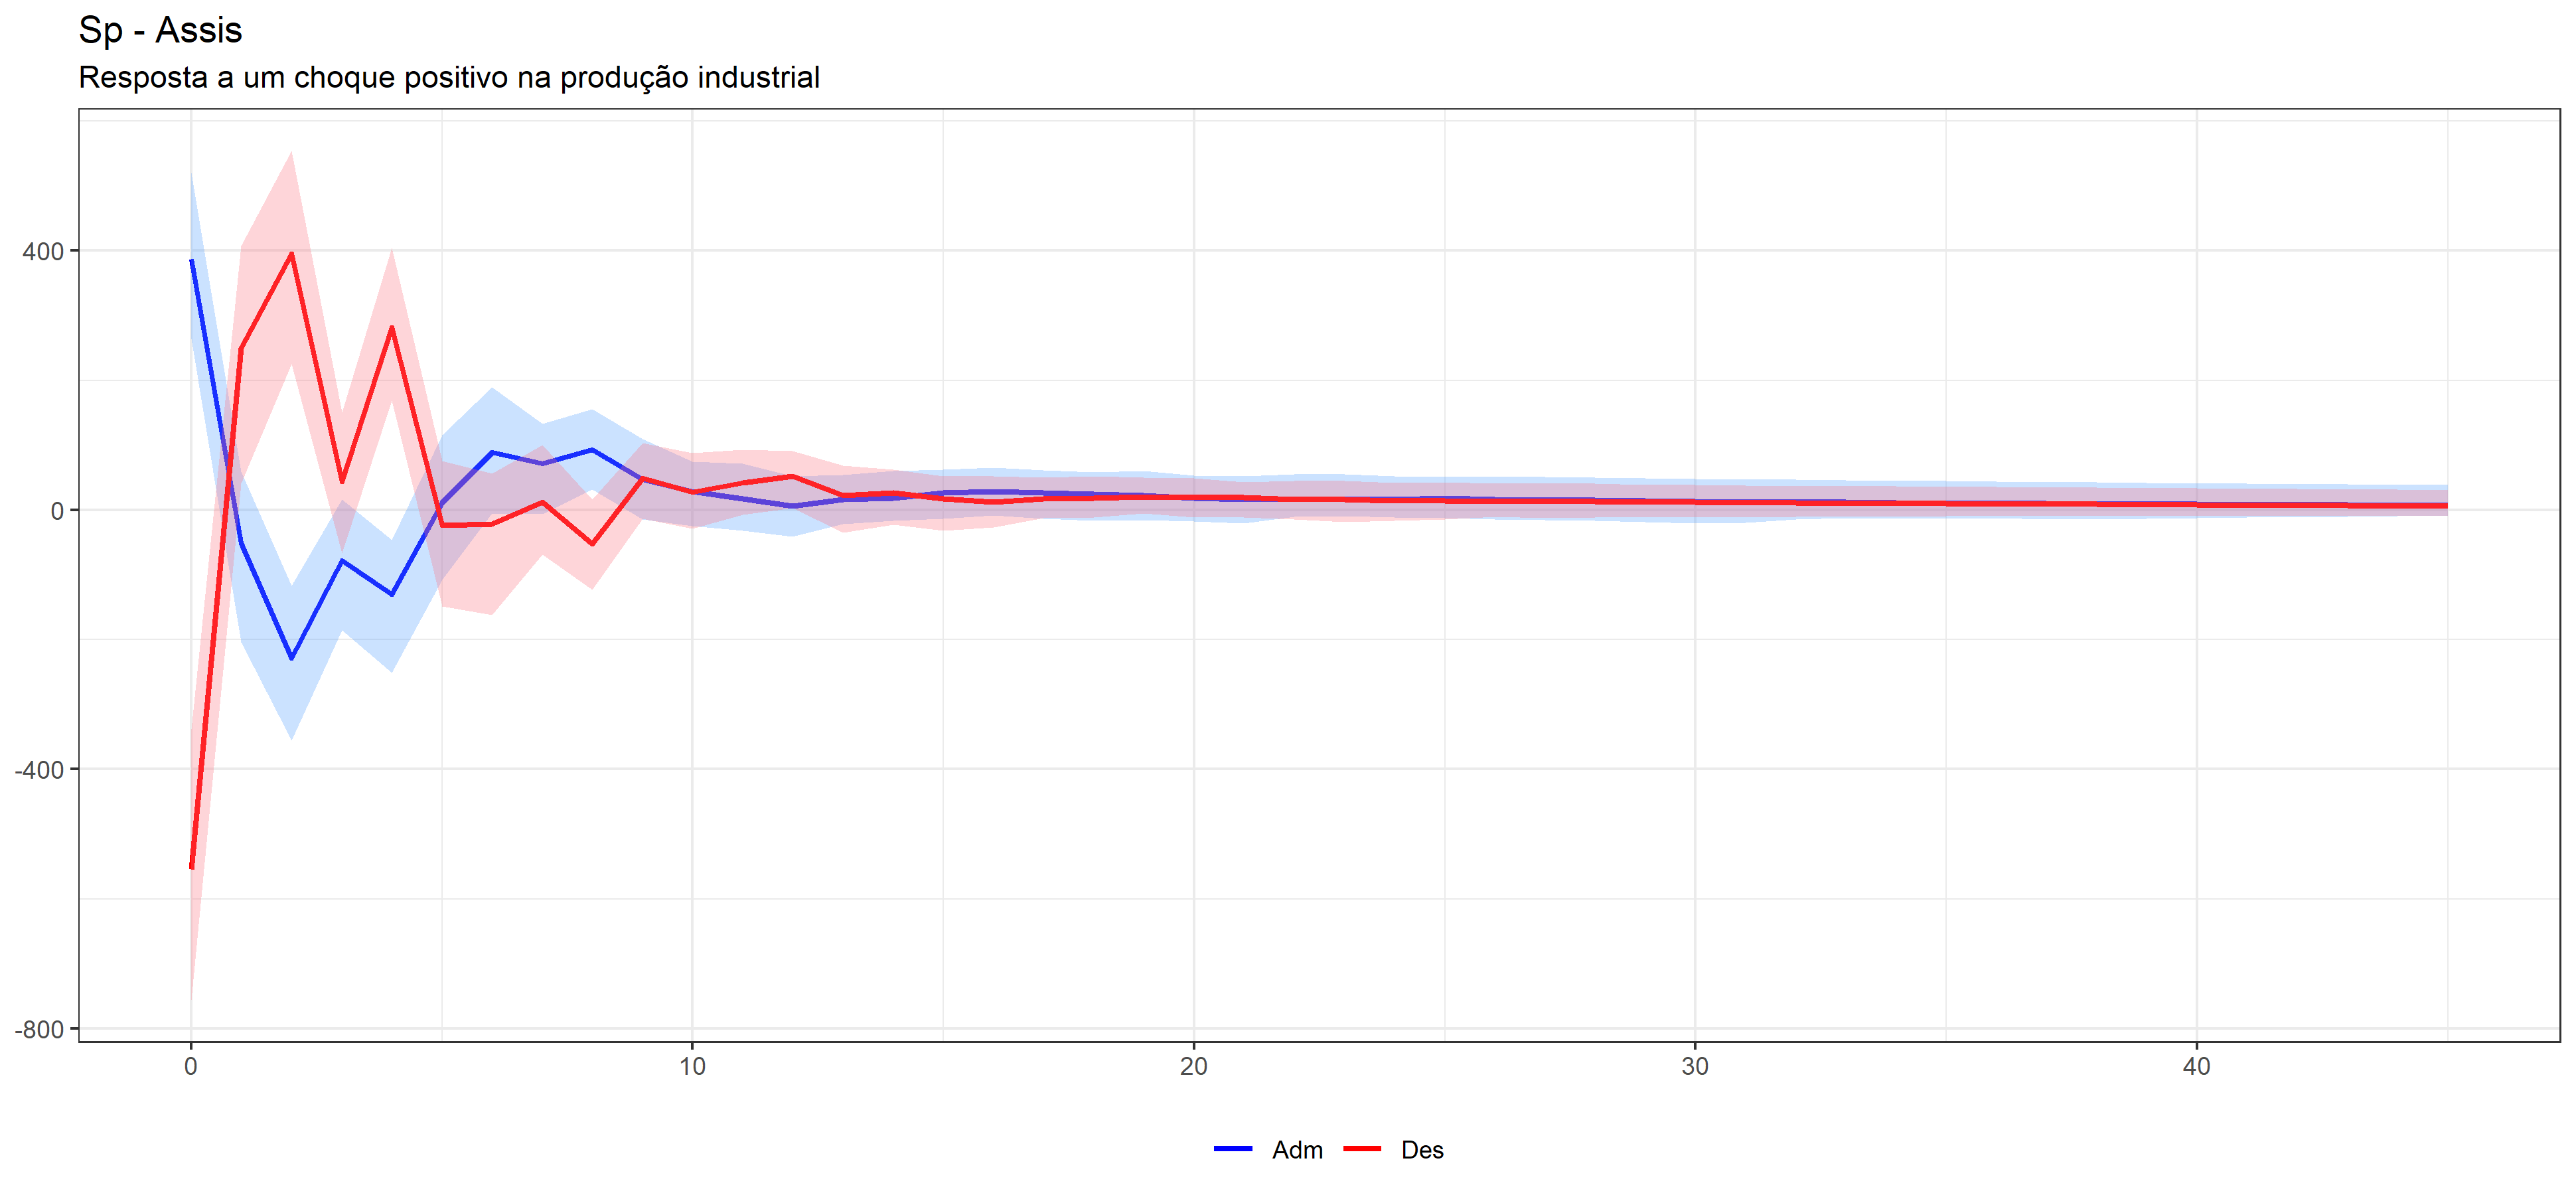 Sp - Assis
Resposta a um choque positivo na produção industrial
400
0
-400
-800
0 10 20 30 40
Adm Des